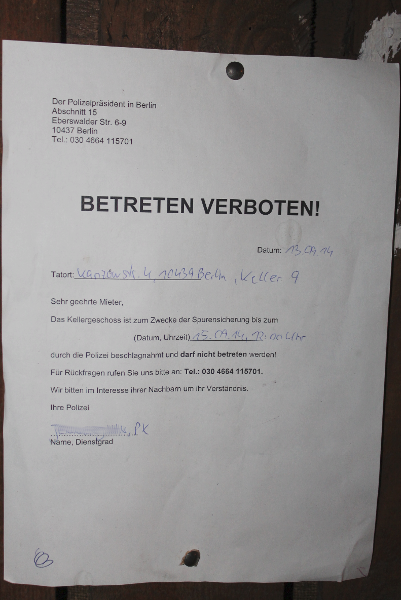 Der Polizeipräsident in Berlin
Abschnitt 15
Eberswalder Str. 6-9
10437 Berlin
Tel.: 030 4664 115701
BETRETEN VERBOTEN!
Datum: 13.09.14
Tatort: Kanzowstr. 4, 10439 Berlin, Keller 9
Sehr geehrte Mieter,
Das Kellergeschoss ist zum Zwecke der Spurensicherung bis zum
(Datum, Uhrzeit) 15.09.14, 12:00 Uhr
durch die Polizei beschlagnahmt und darf nicht betreten werden!
Für Rückfragen rufen Sie uns bitte an: Tel.: 030 4664 115701.
Wir bitten im Interesse ihrer Nachbarn um ihr Verständnis.
Ihre Polizei
, PK
Name, Dienstgrad